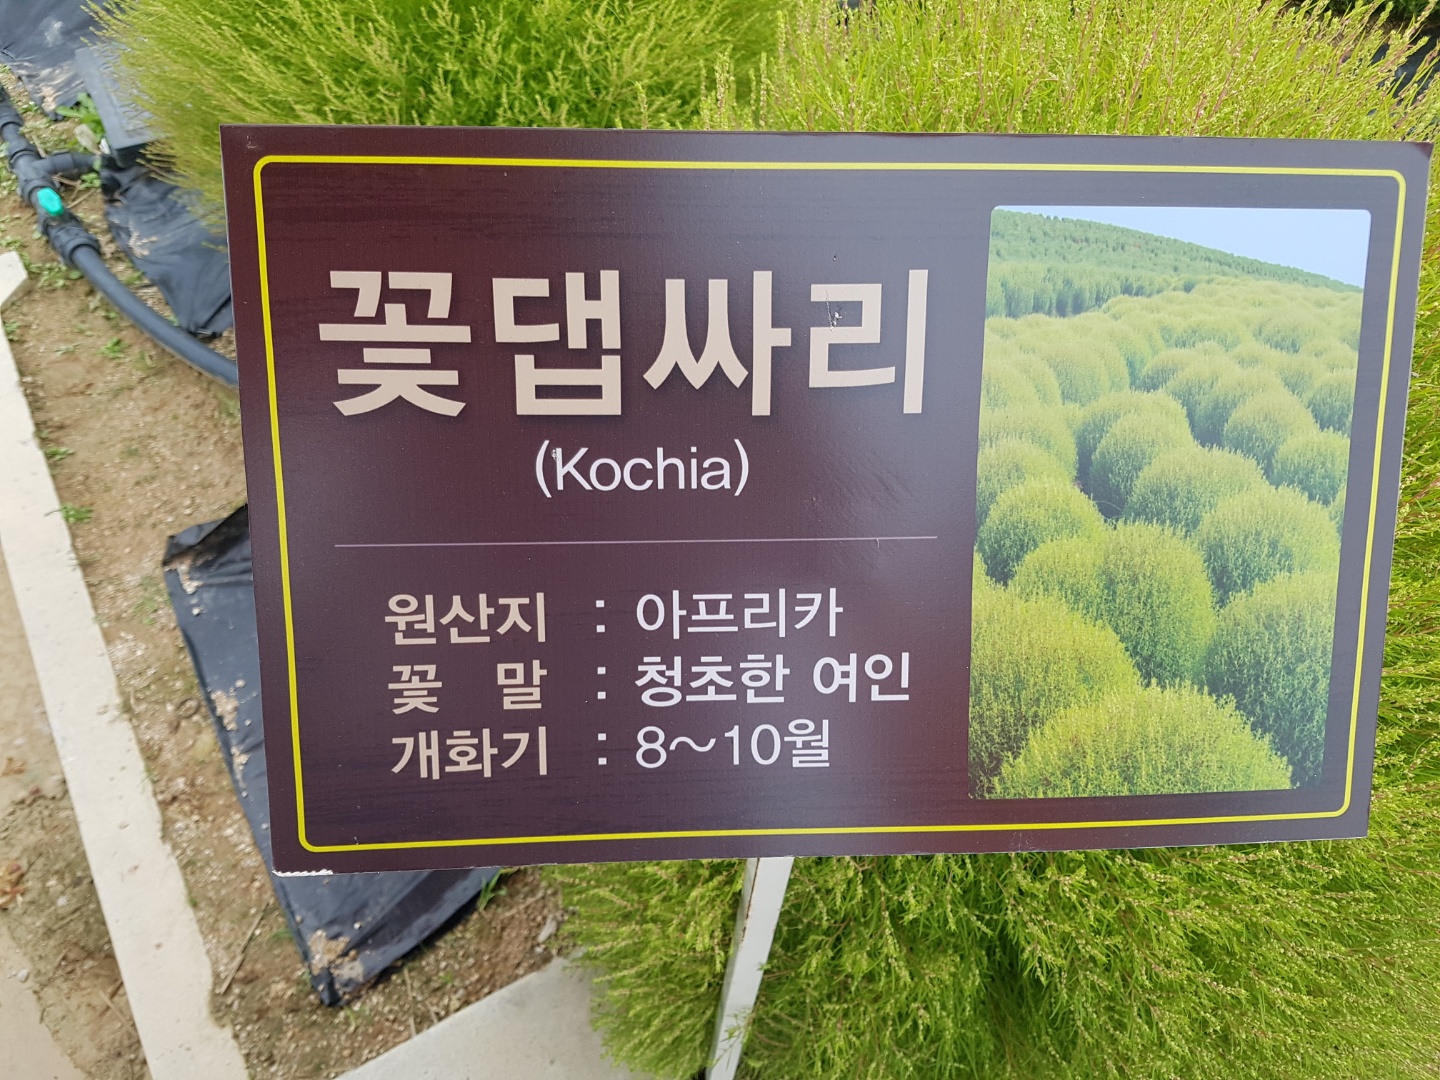 꽃댑싸리
(Kochia)
원산지 : 아프리카
꽃 말 : 청초한 여인
개화기 : 8~10월